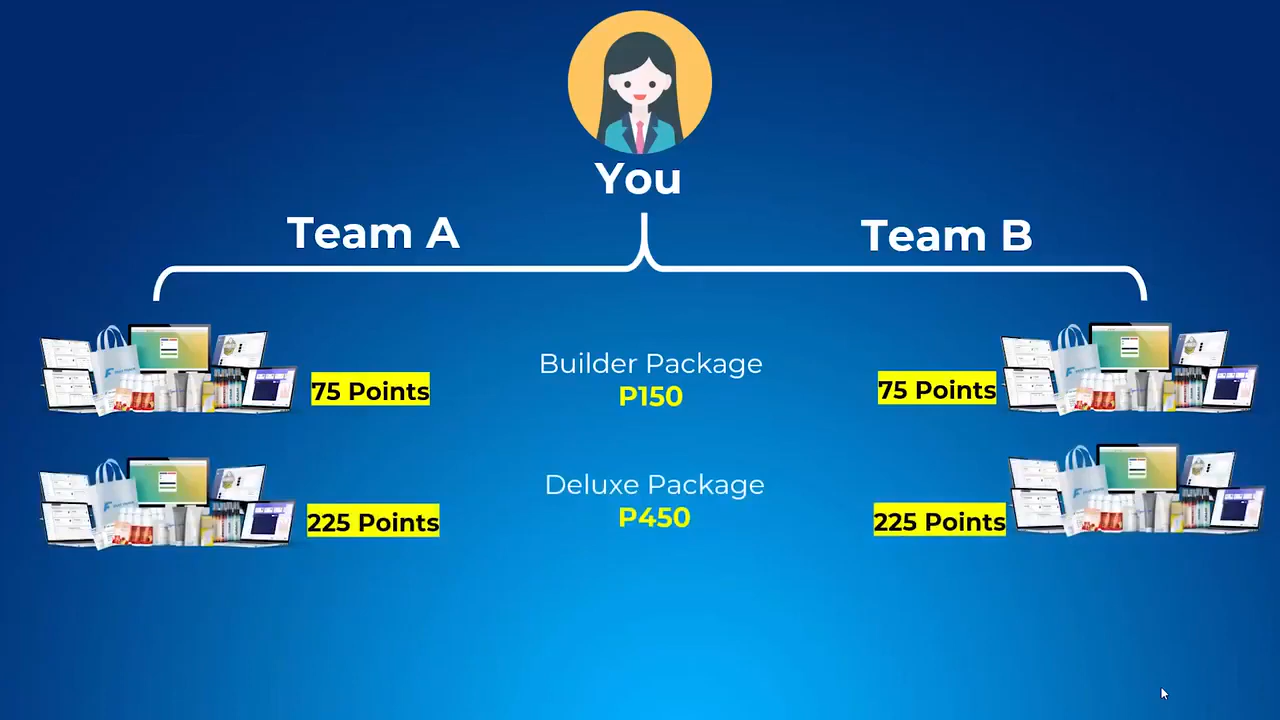 You
Team A
Team B
Builder Package
P150
75 Points
75 Points
Deluxe Package
P450
225 Points
225 Points